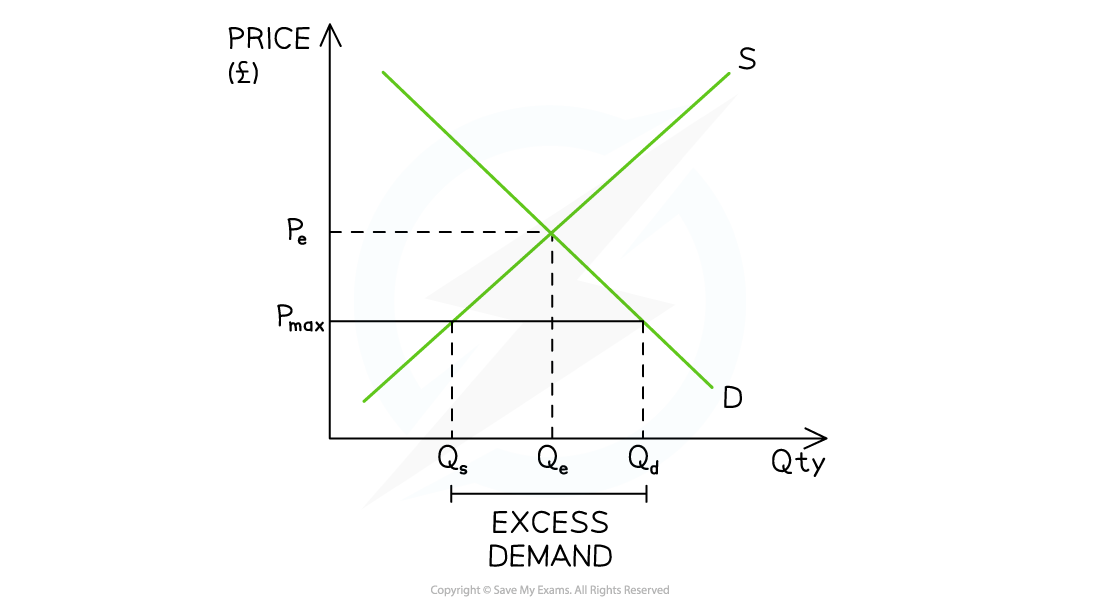 PRICE
(£)
S
Pe
Pmax
D
Qs Qe Qd
Qty
EXCESS
DEMAND
Copyright © Save My Exams. All Rights Reserved